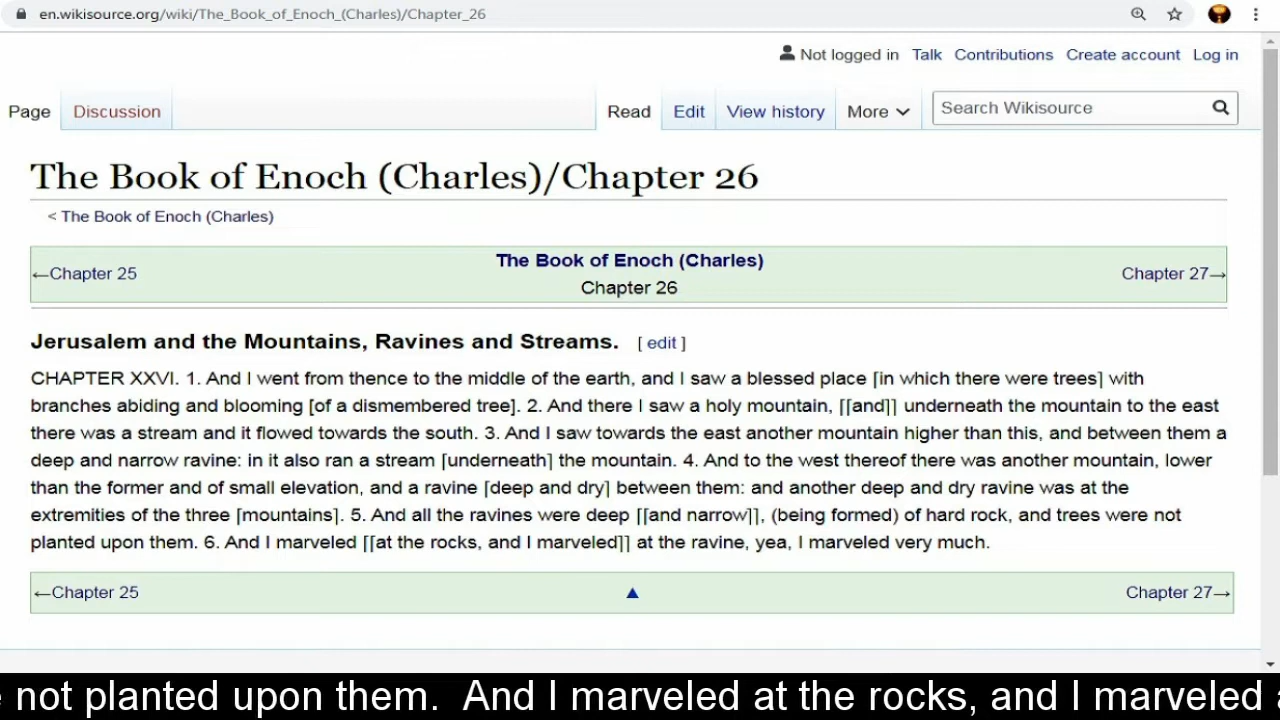 en.wikisource.org/wiki/The_Book_of_Enoch_(Charles)/Chapter_26
Not logged in Talk Contributions Create account Log in
Page Discussion Read Edit View history More Search Wikisource
The Book of Enoch (Charles)/Chapter 26
< The Book of Enoch (Charles)
The Book of Enoch (Charles)
←Chapter 25 Chapter 27→
Chapter 26
Jerusalem and the Mountains, Ravines and Streams. [ edit ]
CHAPTER XXVI. 1. And I went from thence to the middle of the earth, and I saw a blessed place [in which there were trees] with
branches abiding and blooming [of a dismembered tree]. 2. And there I saw a holy mountain, [[and]] underneath the mountain to the east
there was a stream and it flowed towards the south. 3. And I saw towards the east another mountain higher than this, and between them a
deep and narrow ravine: in it also ran a stream [underneath] the mountain. 4. And to the west thereof there was another mountain, lower
than the former and of small elevation, and a ravine [deep and dry] between them: and another deep and dry ravine was at the
extremities of the three [mountains]. 5. And all the ravines were deep [[and narrow]], (being formed) of hard rock, and trees were not
planted upon them. 6. And I marveled [[at the rocks, and I marveled]] at the ravine, yea, I marveled very much.
←Chapter 25 ▲ Chapter 27→
not planted upon them. And I marveled at the rocks, and I marveled